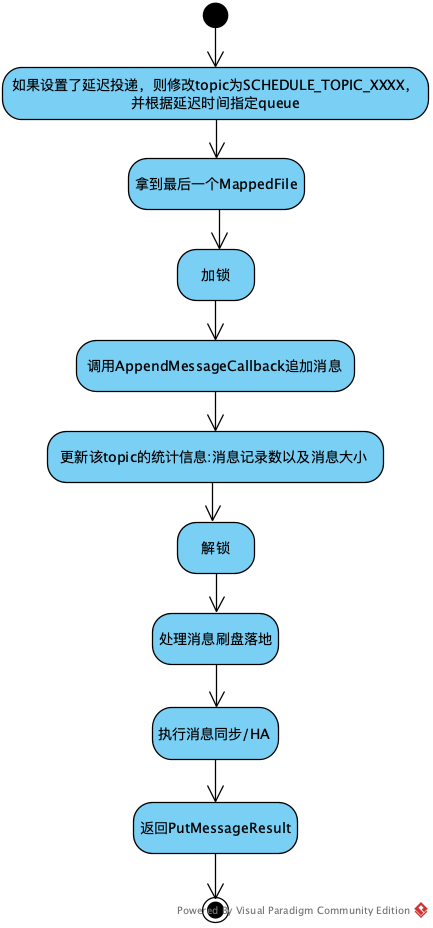 如果设置了延迟投递，则修改topic为SCHEDULE_TOPIC_XXXX，
并根据延迟时间指定queue
拿到最后一个MappedFile
加锁
调用AppendMessageCallback追加消息
更新该topic的统计信息:消息记录数以及消息大小
解锁
处理消息刷盘落地
执行消息同步/HA
返回PutMessageResult
Powered By Visual Paradigm Community Edition